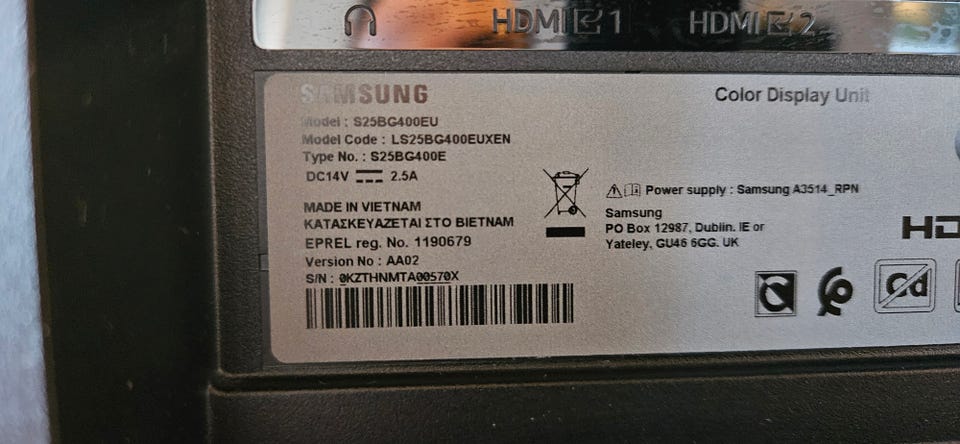 HDMI 1
HDMI 2
SAMSUNG
Color Display Unit
Model : S25BG400EU
Model Code : LS25BG400EUXEN
Type No. : S25BG400E
DC14V 2.5A
MADE IN VIETNAM
ΚΑΤΑΣΚΕΥΑΖΕΤΑΙ ΣΤΟ ΒΙΕΤΝΑΜ
EPREL reg. No. 1190679
Version No : AA02
S/N : 0KZTHNMTA00570X
Power supply : Samsung A3514_RPN
Samsung
PO Box 12987, Dublin. IE or
Yateley, GU46 6GG. UK
HD
Cd